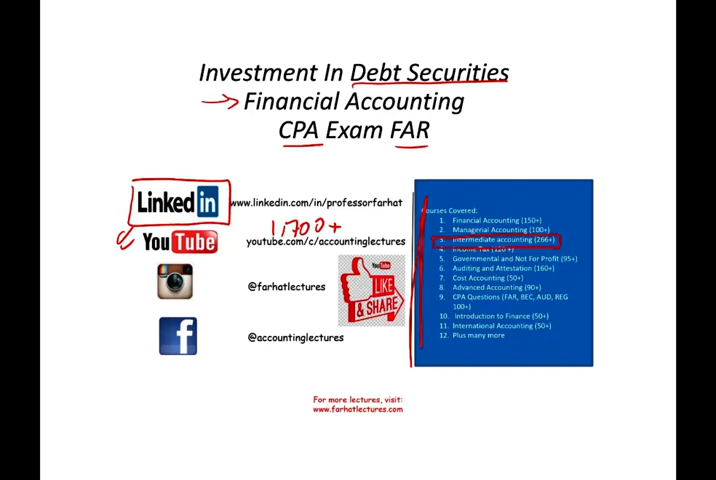 Investment In Debt Securities
Financial Accounting
CPA Exam FAR
LinkedIn
www.linkedin.com/in/professorfarhat
1,700+
YouTube
youtube.com/c/accountinglectures
@farhatlectures
YouTube
LIKE
& SHARE
@accountinglectures
Courses Covered:
1. Financial Accounting (150+)
2. Managerial Accounting (100+)
3. Intermediate accounting (266+)
4. Income Tax (120+)
5. Governmental and Not For Profit (95+)
6. Auditing and Attestation (160+)
7. Cost Accounting (50+)
8. Advanced Accounting (90+)
9. CPA Questions (FAR, BEC, AUD, REG
100+)
10. Introduction to Finance (50+)
11. International Accounting (50+)
12. Plus many more
For more lectures, visit:
www.farhatlectures.com